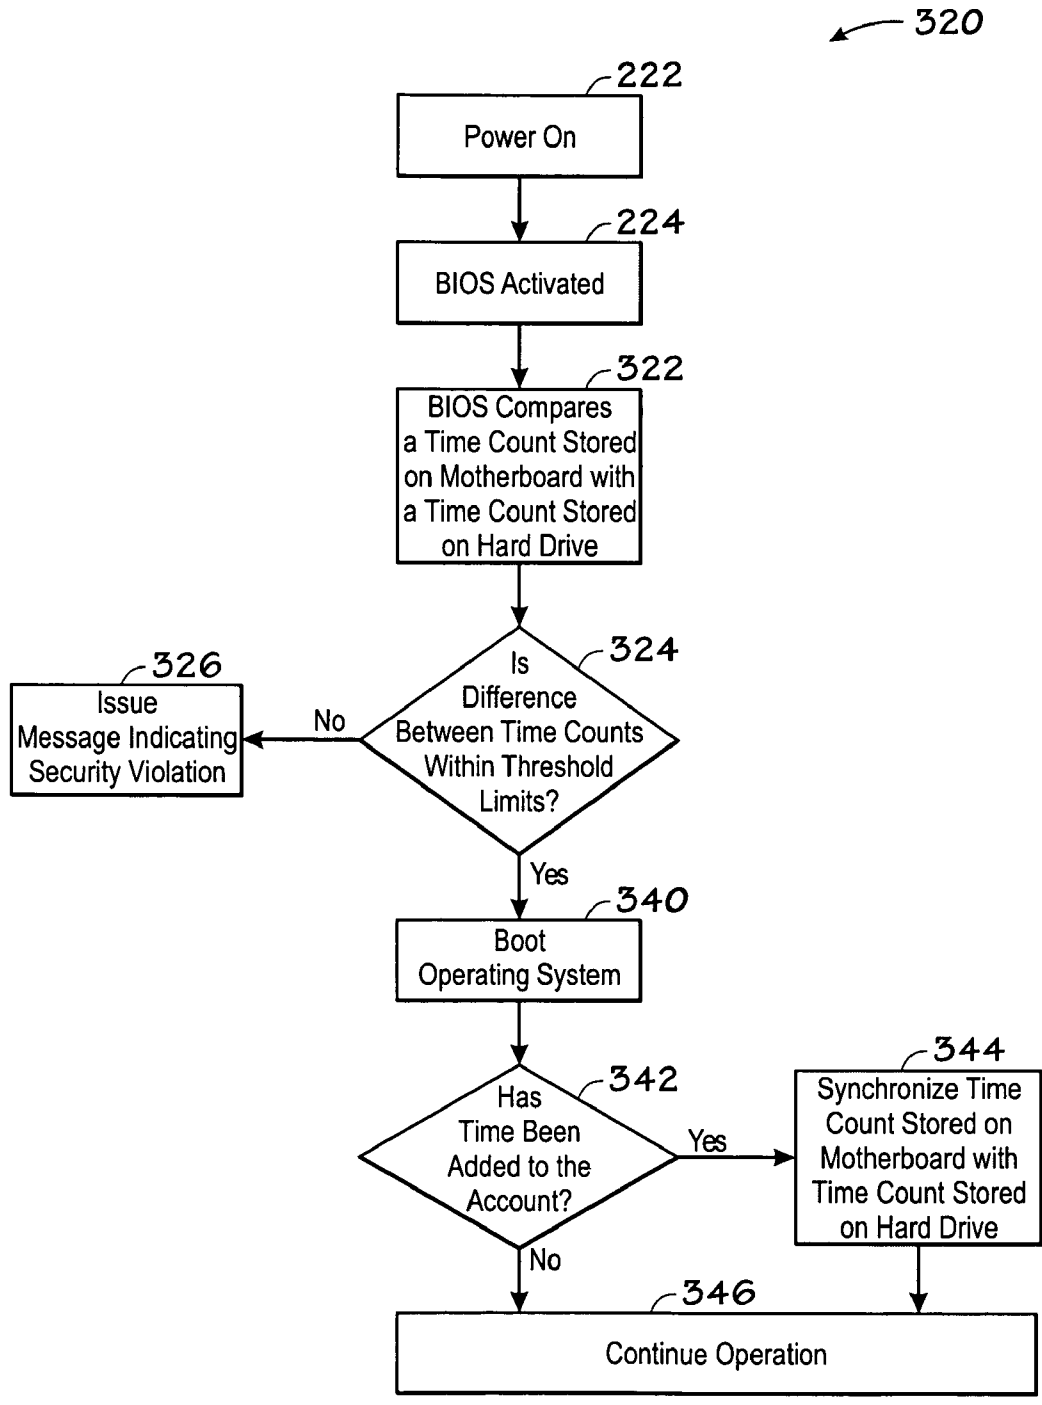 320
222
Power On
224
BIOS Activated
322
BIOS Compares
a Time Count Stored
on Motherboard with
a Time Count Stored
on Hard Drive
324
Is
Difference
Between Time Counts
Within Threshold
Limits?
No
326
Issue
Message Indicating
Security Violation
Yes
340
Boot
Operating System
342
Has
Time Been
Added to the
Account?
Yes
344
Synchronize Time
Count Stored on
Motherboard with
Time Count Stored
on Hard Drive
No
346
Continue Operation